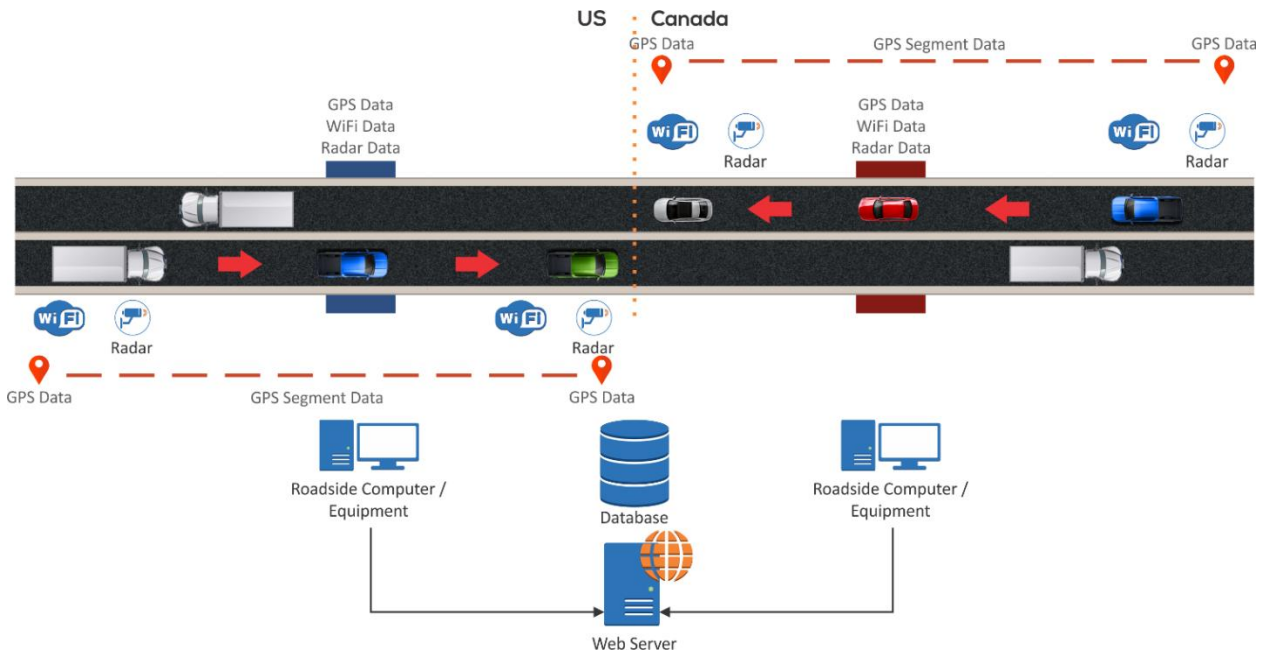 US
Canada
GPS Data
GPS Segment Data
GPS Data
GPS Data
WiFi Data
Radar Data
WiFi
Radar
GPS Data
WiFi Data
Radar Data
WiFi
Radar
WiFi
Radar
WiFi
Radar
GPS Data
GPS Segment Data
GPS Data
Roadside Computer /
Equipment
Database
Roadside Computer /
Equipment
Web Server